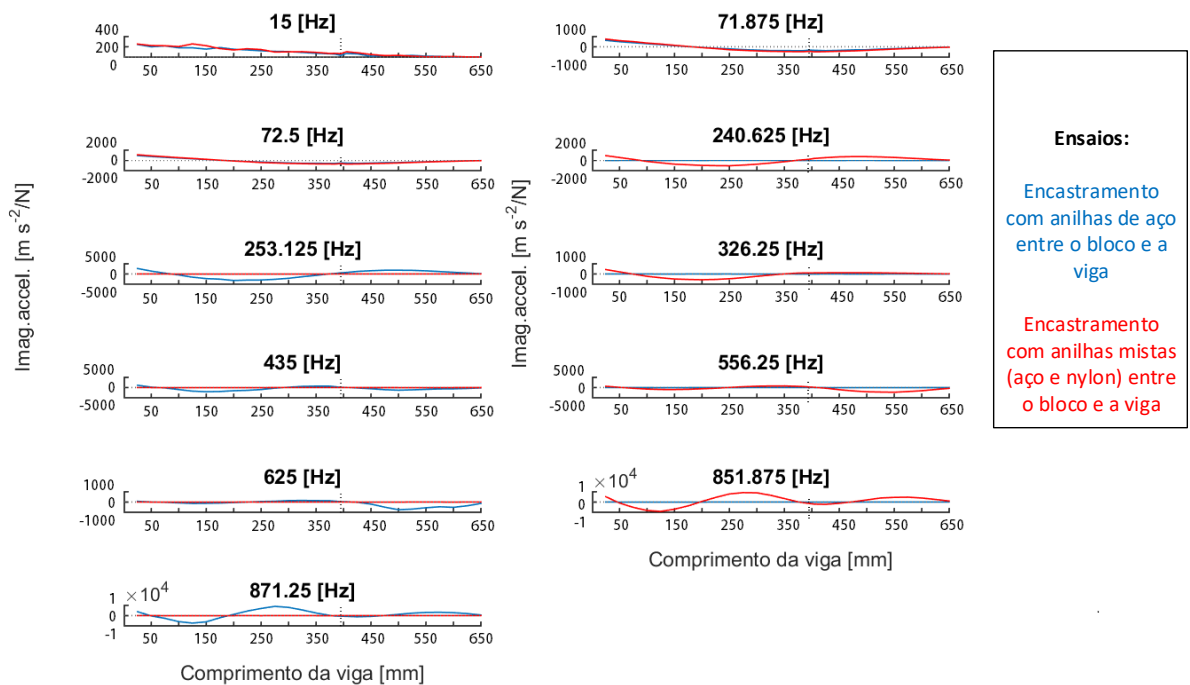 15 [Hz]
400
200
0
50 150 250 350 450 550 650
71.875 [Hz]
1000
0
-1000
50 150 250 350 450 550 650
72.5 [Hz]
2000
0
-2000
50 150 250 350 450 550 650
240.625 [Hz]
2000
0
-2000
50 150 250 350 450 550 650
253.125 [Hz]
5000
0
-5000
50 150 250 350 450 550 650
326.25 [Hz]
1000
0
-1000
50 150 250 350 450 550 650
435 [Hz]
5000
0
-5000
50 150 250 350 450 550 650
556.25 [Hz]
5000
0
-5000
50 150 250 350 450 550 650
625 [Hz]
1000
0
-1000
50 150 250 350 450 550 650
851.875 [Hz]
1 ×10⁴
0
-1
50 150 250 350 450 550 650
871.25 [Hz]
1 ×10⁴
0
-1
50 150 250 350 450 550 650
Imag.accel. [m s⁻²/N]
Imag.accel. [m s⁻²/N]
Comprimento da viga [mm]
Comprimento da viga [mm]
Ensaios:
Encastramento
com anilhas de aço
entre o bloco e a
viga
Encastramento
com anilhas mistas
(aço e nylon) entre
o bloco e a viga